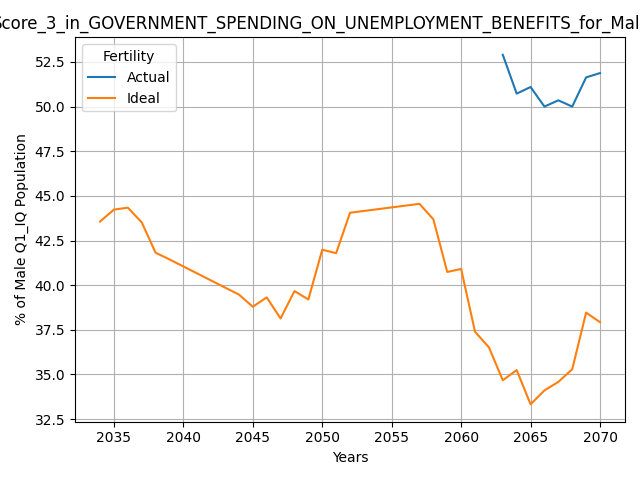 Score_3_in_GOVERNMENT_SPENDING_ON_UNEMPLOYMENT_BENEFITS_for_Mal
Fertility
Actual
Ideal
52.5
50.0
47.5
45.0
42.5
40.0
37.5
35.0
32.5
% of Male Q1_IQ Population
2035 2040 2045 2050 2055 2060 2065 2070
Years